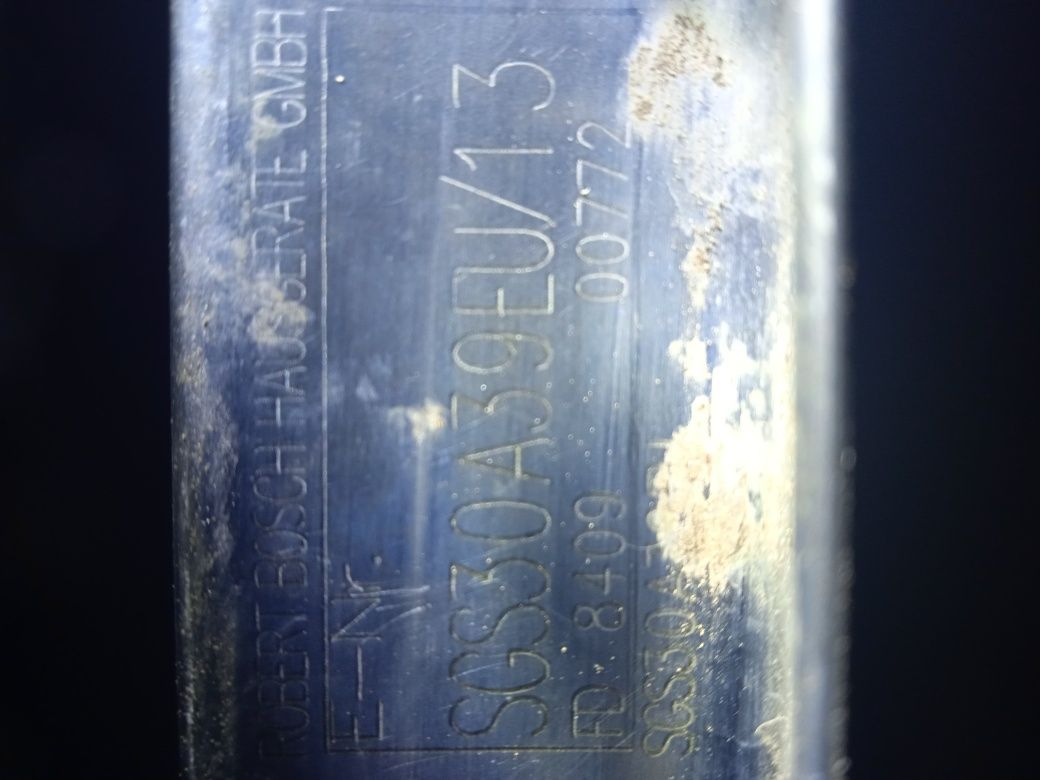 ROBERT BOSCH HAUSGERÄTE GMBH
E-Nr.
SGS30A39EU/13
FD 8409 00772